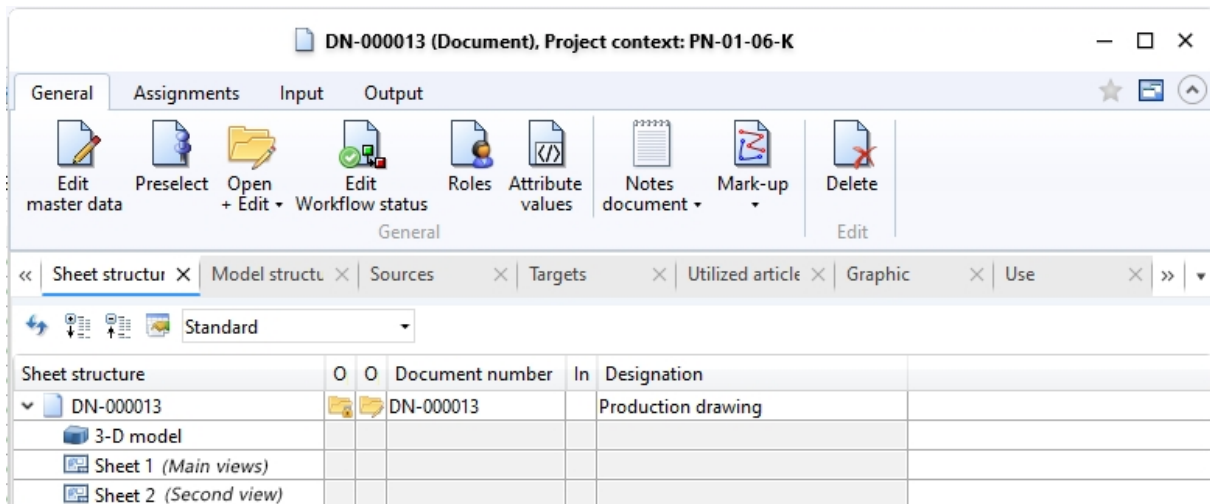 DN-000013 (Document), Project context: PN-01-06-K
General Assignments Input Output
Edit master data Preselect Open + Edit Edit Workflow status Roles Attribute values Notes document Mark-up Delete
General Edit
Sheet structur Model structu Sources Targets Utilized article Graphic Use
Standard
Sheet structure O O Document number In Designation
DN-000013 DN-000013 Production drawing
3-D model
Sheet 1 (Main views)
Sheet 2 (Second view)